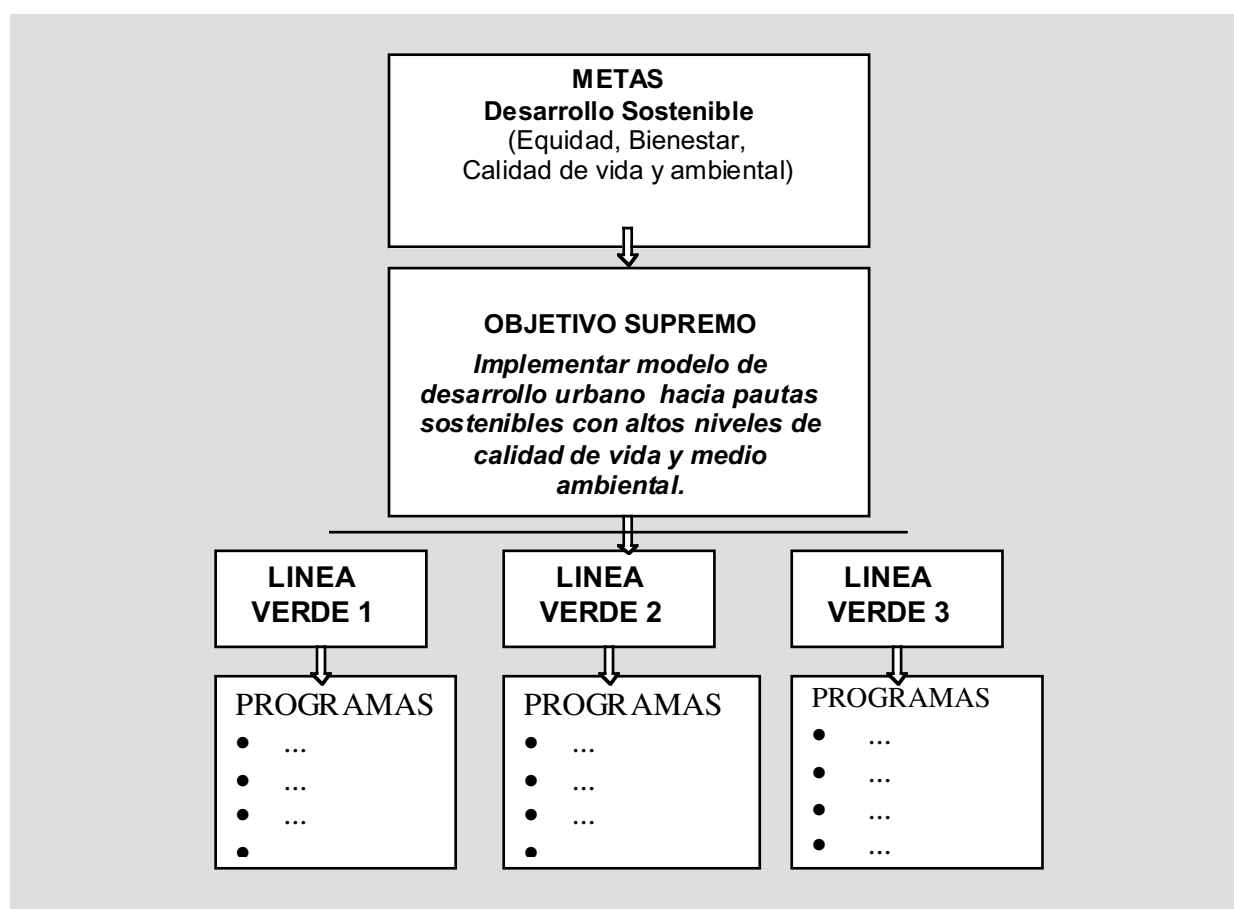 METAS
Desarrollo Sostenible
(Equidad, Bienestar,
Calidad de vida y ambiental)
OBJETIVO SUPREMO
Implementar modelo de
desarrollo urbano hacia pautas
sostenibles con altos niveles de
calidad de vida y medio
ambiental.
LINEA
VERDE 1
LINEA
VERDE 2
LINEA
VERDE 3
PROGRAMAS
• ...
• ...
• ...
•
PROGRAMAS
• ...
• ...
• ...
•
PROGRAMAS
• ...
• ...
• ...
• ...